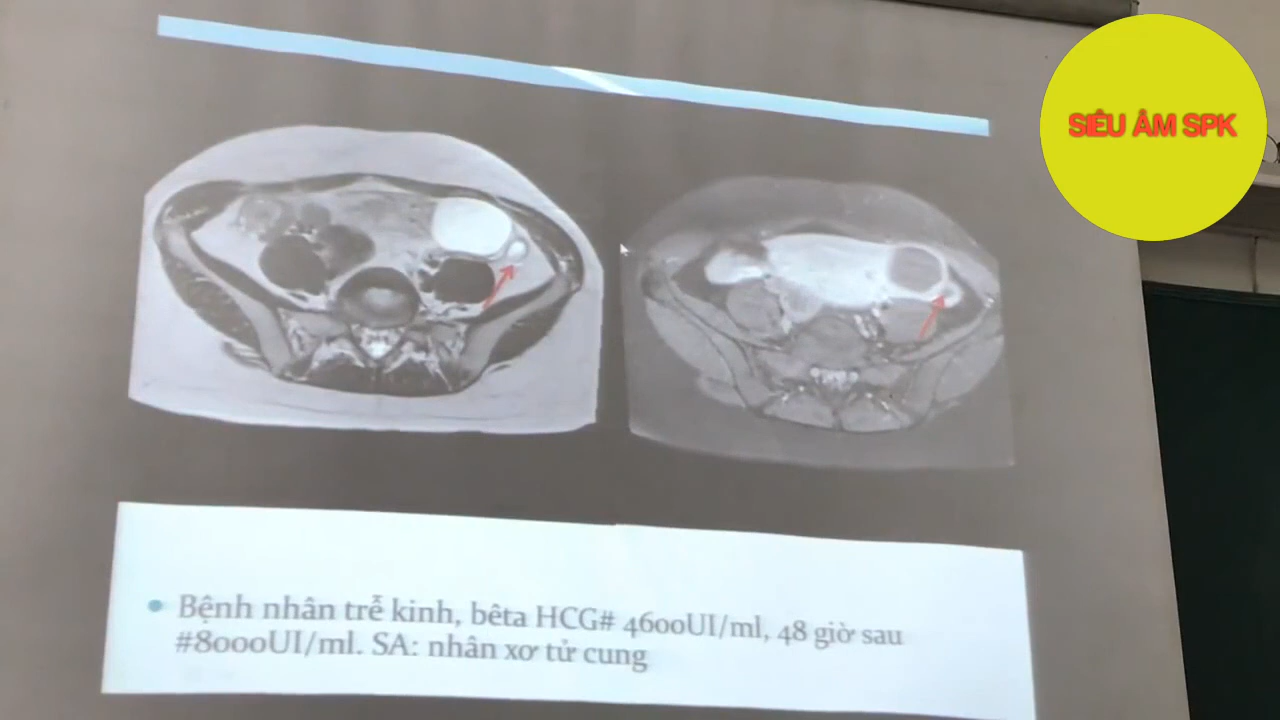 SIÊU ÂM SPK
Bệnh nhân trễ kinh, bêta HCG# 4600UI/ml, 48 giờ sau
#8000UI/ml. SA: nhân xơ tử cung